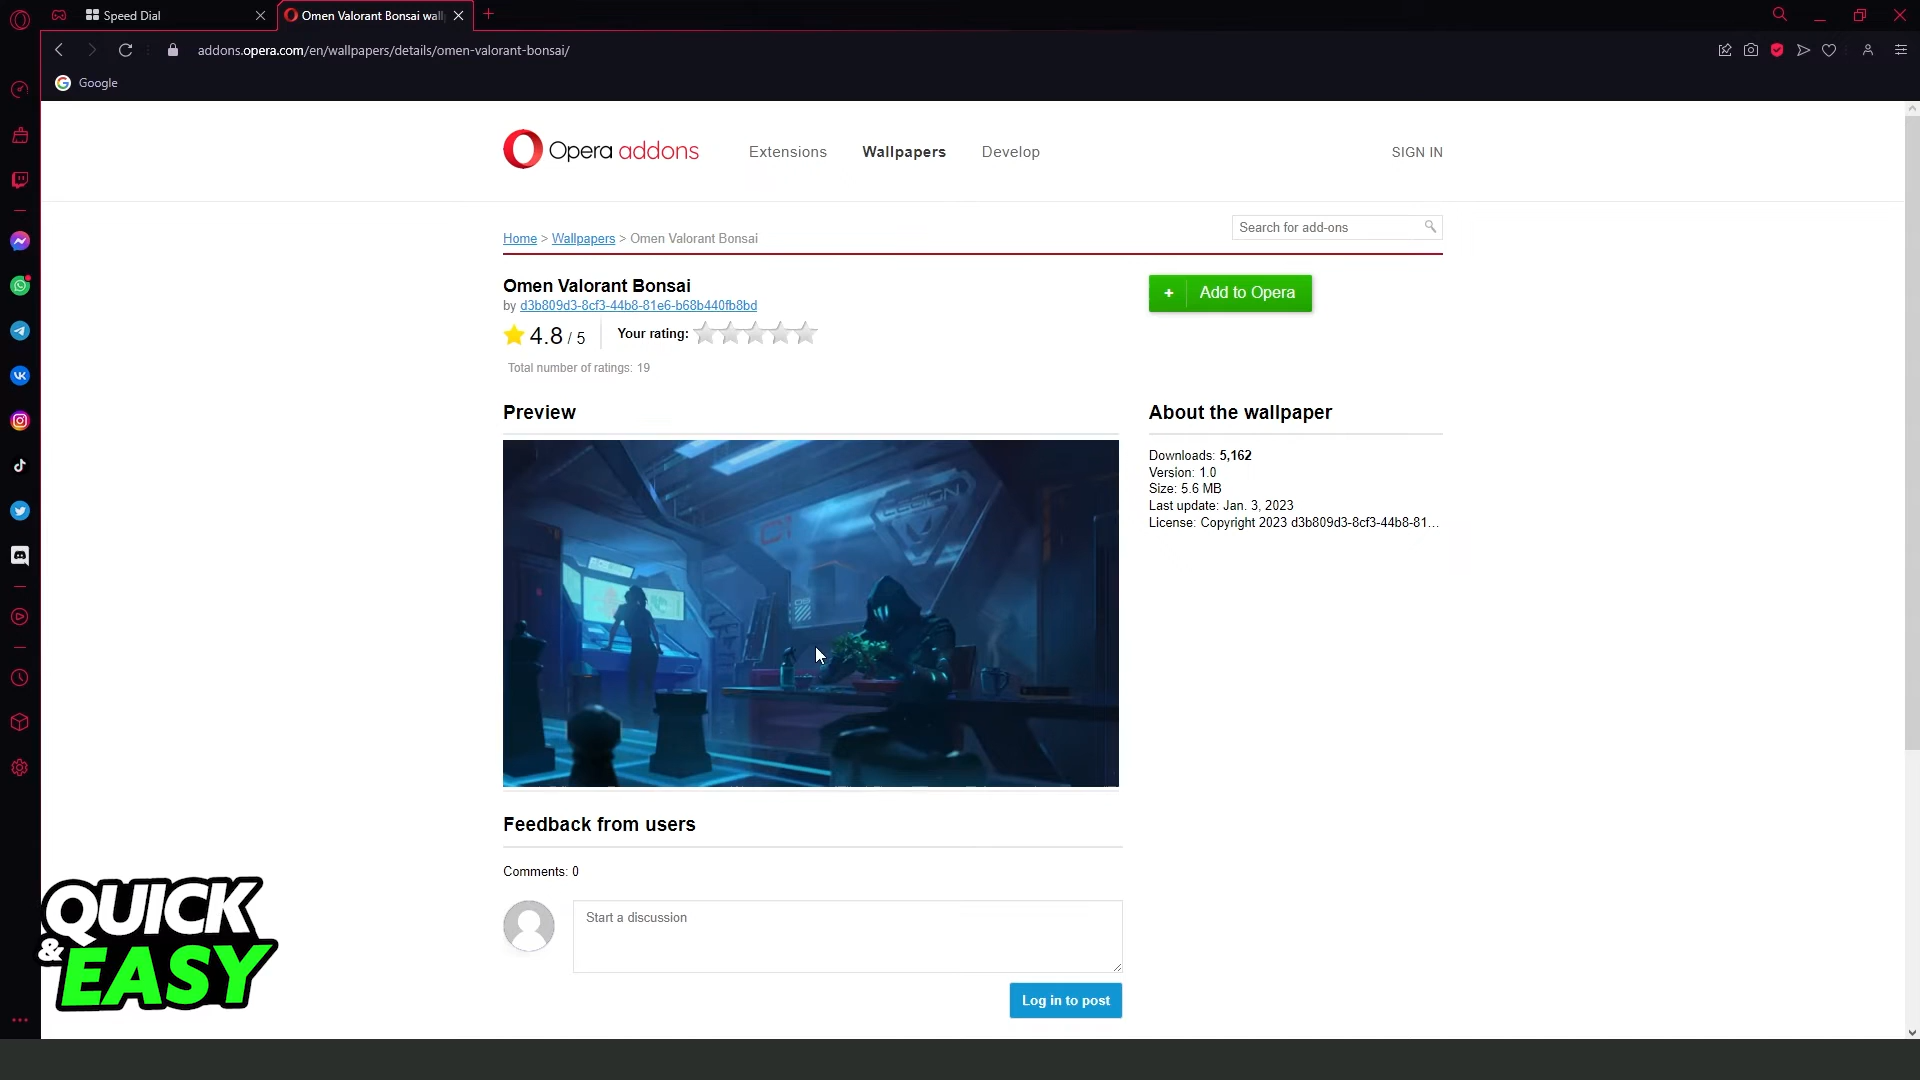 Speed Dial
Omen Valorant Bonsai wall
addons.opera.com/en/wallpapers/details/omen-valorant-bonsai/
Google
Opera addons
Extensions
Wallpapers
Develop
SIGN IN
Home > Wallpapers > Omen Valorant Bonsai
Search for add-ons
Omen Valorant Bonsai
by d3b809d3-8cf3-44b8-81e6-b68b440fb8bd
4.8 / 5
Your rating:
Total number of ratings: 19
+ Add to Opera
Preview
About the wallpaper
Downloads: 5,162
Version: 1.0
Size: 5.6 MB
Last update: Jan. 3, 2023
License: Copyright 2023 d3b809d3-8cf3-44b8-81...
Feedback from users
Comments: 0
Start a discussion
Log in to post
QUICK
& EASY